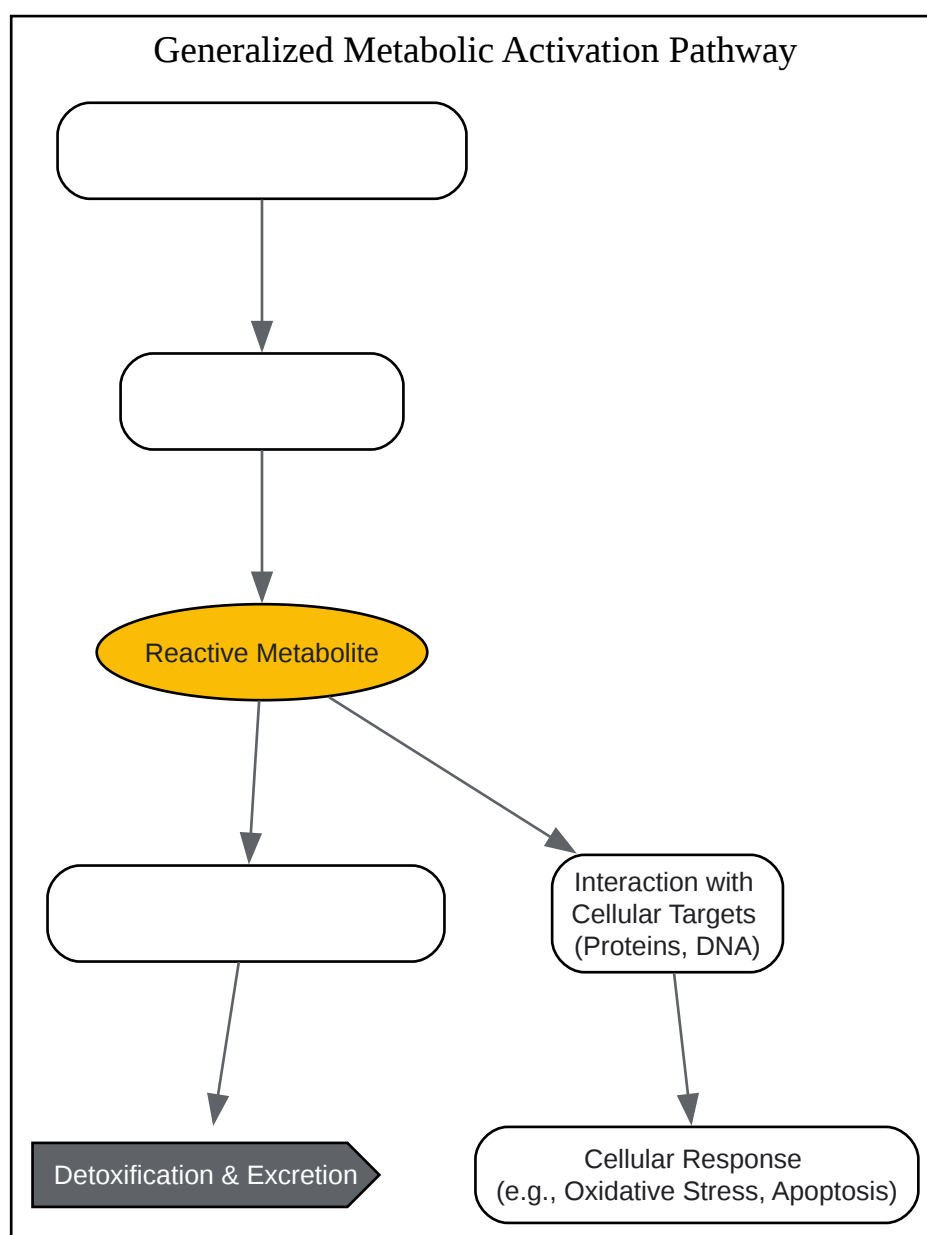 Generalized Metabolic Activation Pathway
Reactive Metabolite
Interaction with
Cellular Targets
(Proteins, DNA)
Detoxification & Excretion
Cellular Response
(e.g., Oxidative Stress, Apoptosis)